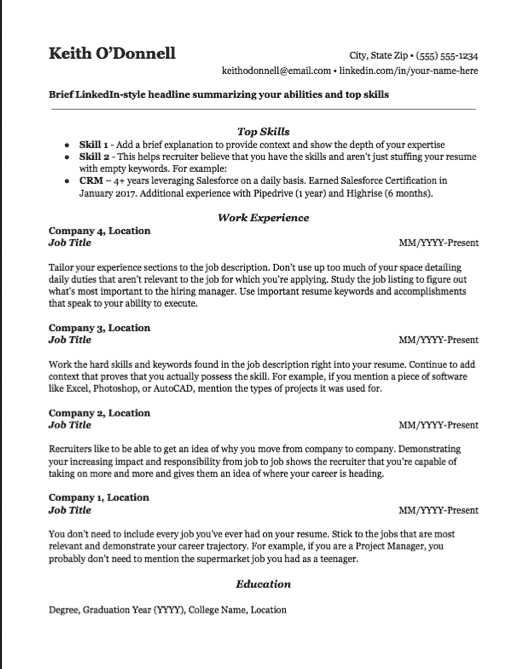 Keith O’Donnell
City, State Zip • (555) 555-1234
keithodonnell@email.com • linkedin.com/in/your-name-here
Brief LinkedIn-style headline summarizing your abilities and top skills
Top Skills
● Skill 1 - Add a brief explanation to provide context and show the depth of your expertise
● Skill 2 - This helps recruiter believe that you have the skills and aren’t just stuffing your resume
with empty keywords. For example:
● CRM – 4+ years leveraging Salesforce on a daily basis. Earned Salesforce Certification in
January 2017. Additional experience with Pipedrive (1 year) and Highrise (6 months).
Work Experience
Company 4, Location
Job Title MM/YYYY-Present
Tailor your experience sections to the job description. Don’t use up too much of your space detailing
daily duties that aren’t relevant to the job for which you’re applying. Study the job listing to figure out
what’s most important to the hiring manager. Use important resume keywords and accomplishments
that speak to your ability to execute.
Company 3, Location
Job Title MM/YYYY-Present
Work the hard skills and keywords found in the job description right into your resume. Continue to add
context that proves that you actually possess the skill. For example, if you mention a piece of software
like Excel, Photoshop, or AutoCAD, mention the types of projects it was used for.
Company 2, Location
Job Title MM/YYYY-Present
Recruiters like to be able to get an idea of why you move from company to company. Demonstrating
your increasing impact and responsibility from job to job shows the recruiter that you’re capable of
taking on more and more and gives them an idea of where your career is heading.
Company 1, Location
Job Title MM/YYYY-Present
You don’t need to include every job you’ve ever had on your resume. Stick to the jobs that are most
relevant and demonstrate your career trajectory. For example, if you are a Project Manager, you
probably don’t need to mention the supermarket job you had as a teenager.
Education
Degree, Graduation Year (YYYY), College Name, Location